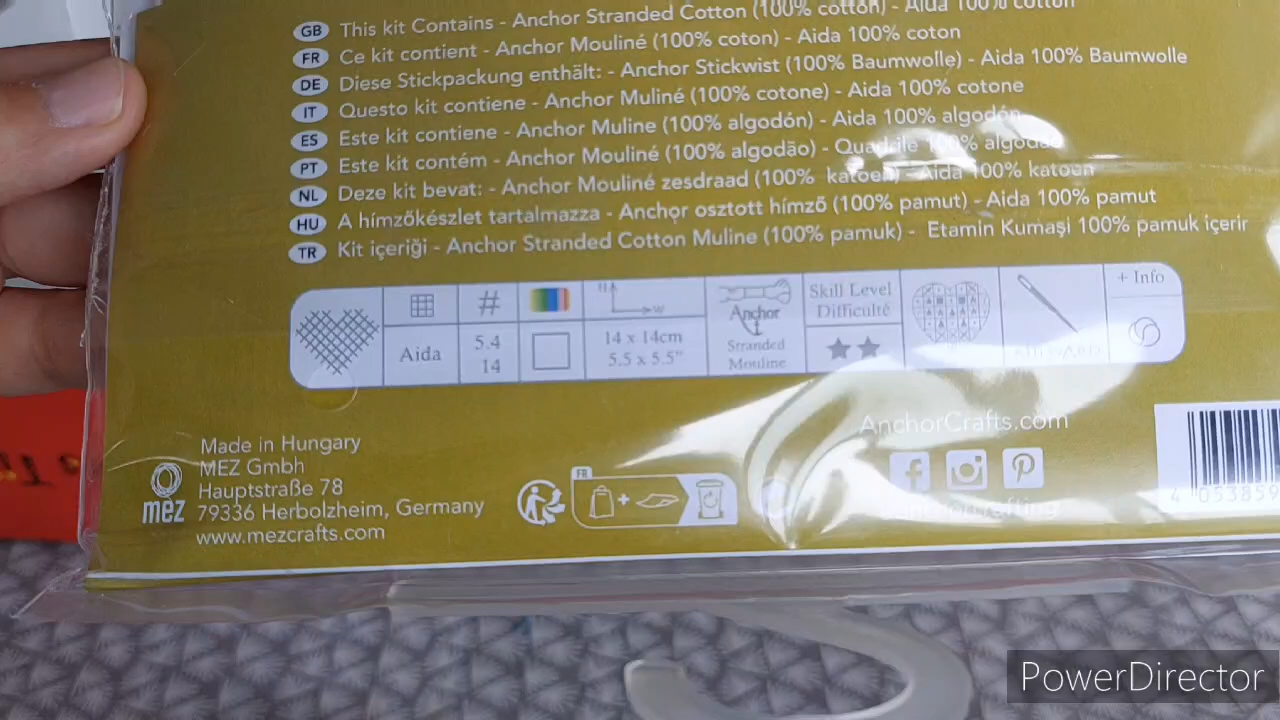 GB This kit Contains - Anchor Stranded Cotton (100% cotton) - Aida 100% cotton
FR Ce kit contient - Anchor Mouliné (100% coton) - Aida 100% coton
DE Diese Stickpackung enthält: - Anchor Stickwist (100% Baumwolle) - Aida 100% Baumwolle
IT Questo kit contiene - Anchor Muliné (100% cotone) - Aida 100% cotone
ES Este kit contiene - Anchor Muline (100% algodón) - Aida 100% algodón
PT Este kit contém - Anchor Mouliné (100% algodão) - Quadrile 100% algodão
NL Deze kit bevat: - Anchor Mouliné zesdraad (100% katoen) - Aida 100% katoen
HU A hímzőkészlet tartalmazza - Anchor osztott hímző (100% pamut) - Aida 100% pamut
TR Kit içeriği - Anchor Stranded Cotton Muline (100% pamuk) - Etamin Kumaşi 100% pamuk içerir
Aida
#
5.4
14
H W
14 x 14cm
5.5 x 5.5"
Anchor
Stranded
Mouline
Skill Level
Difficulté
+ Info
AnchorCrafts.com
Made in Hungary
MEZ Gmbh
Hauptstraße 78
79336 Herbolzheim, Germany
www.mezcrafts.com
mez
FR
4 053859
PowerDirector